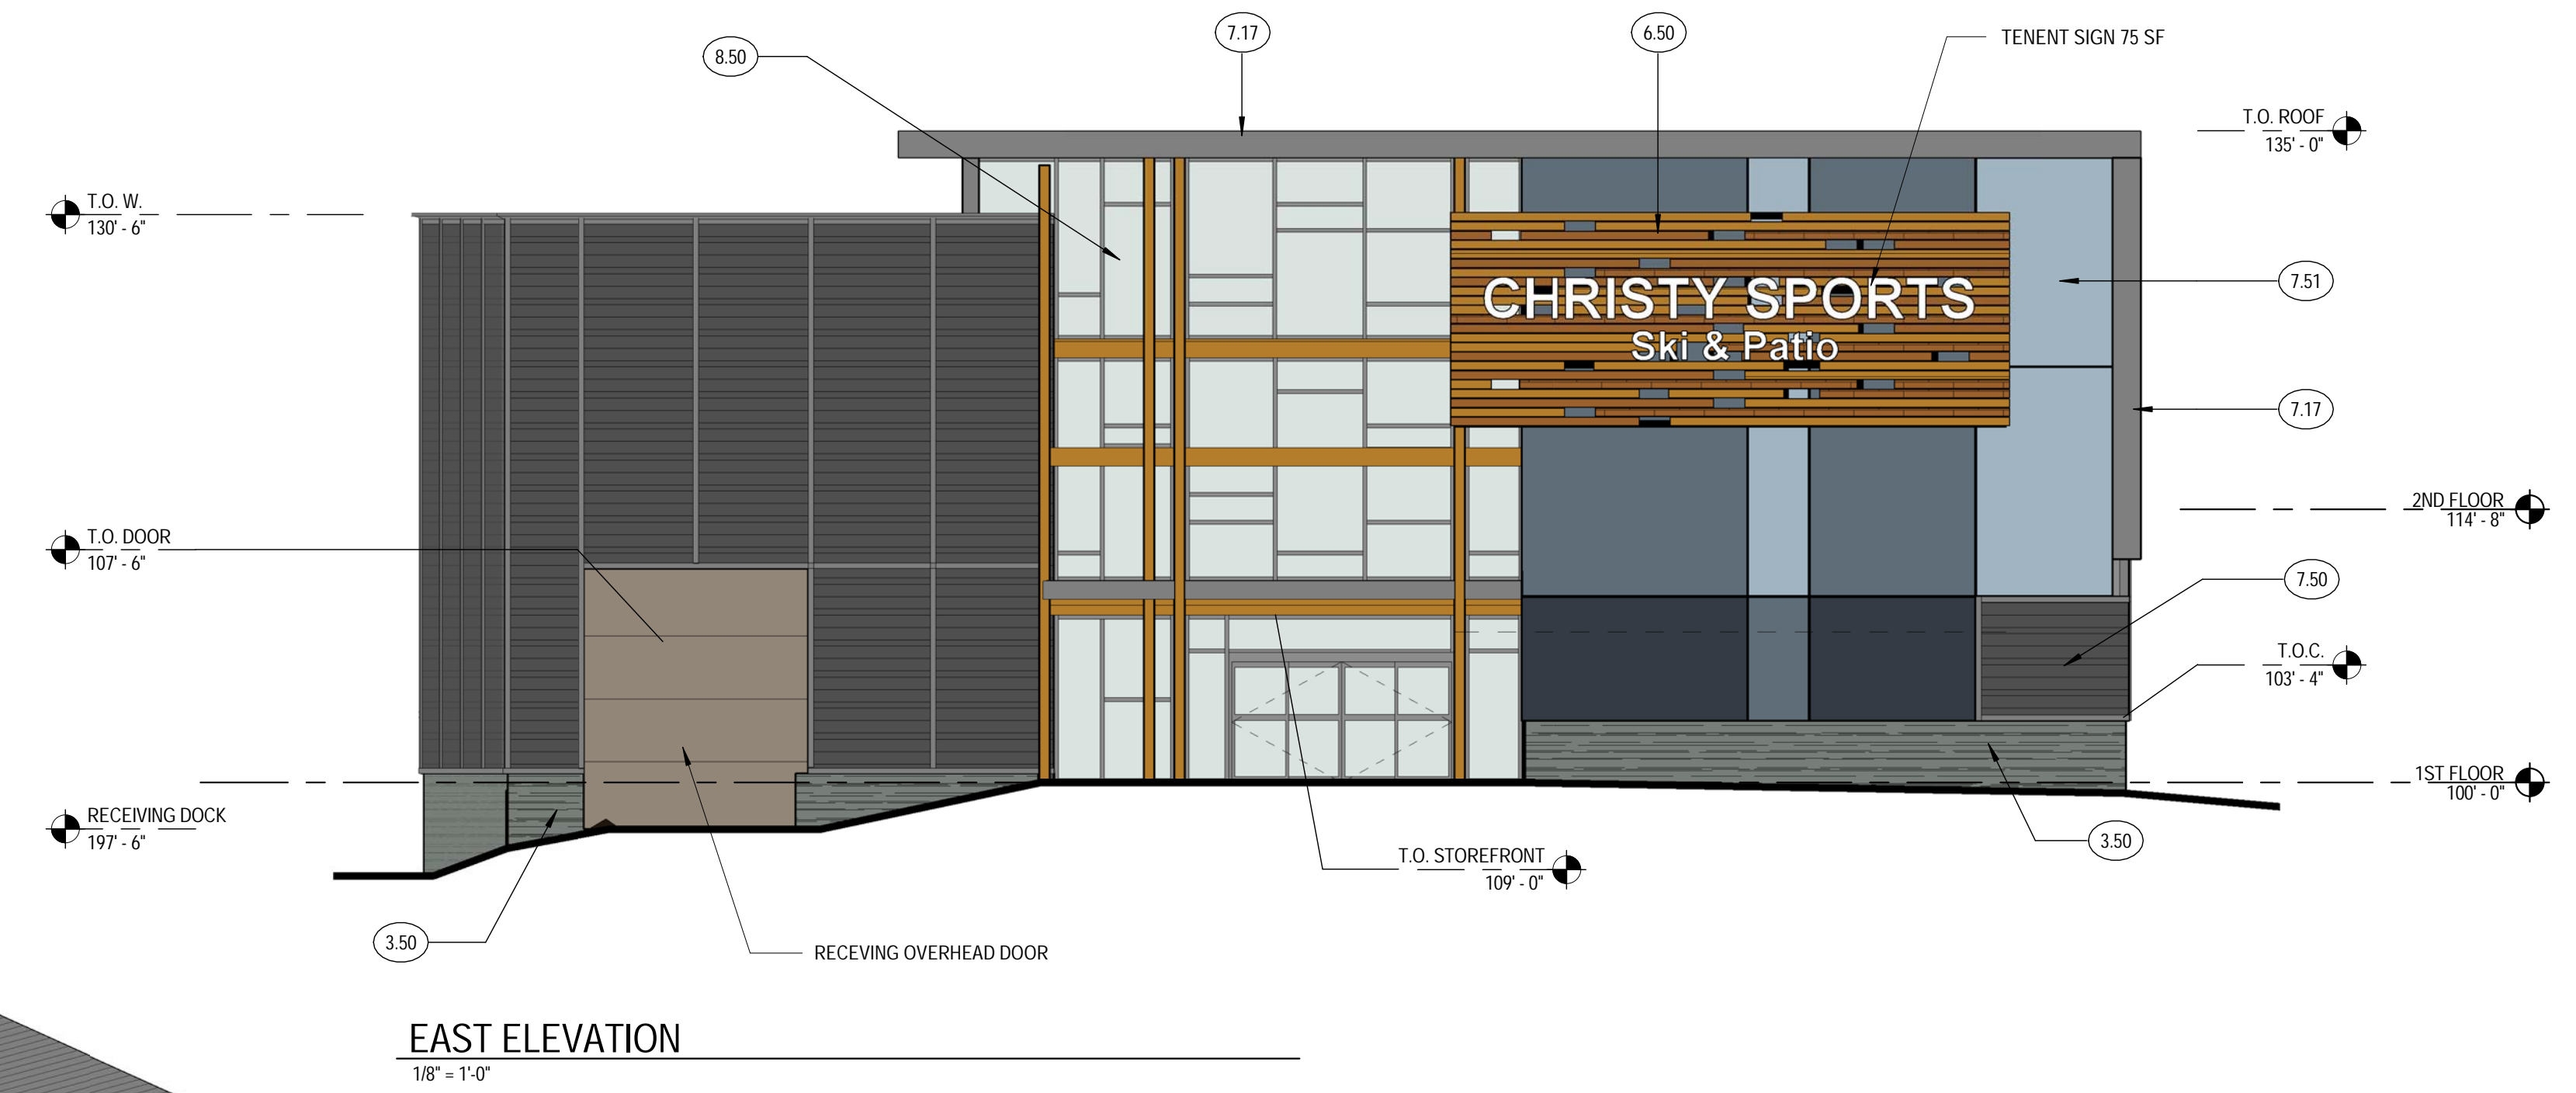 7.17
6.50
TENENT SIGN 75 SF
8.50
T.O. ROOF
135' - 0"
T.O. W.
130' - 6"
7.51
CHRISTY SPORTS
Ski & Patio
7.17
2ND FLOOR
114' - 8"
T.O. DOOR
107' - 6"
7.50
T.O.C.
103' - 4"
1ST FLOOR
100' - 0"
RECEIVING DOCK
197' - 6"
3.50
T.O. STOREFRONT
109' - 0"
3.50
RECEVING OVERHEAD DOOR
EAST ELEVATION
1/8" = 1'-0"